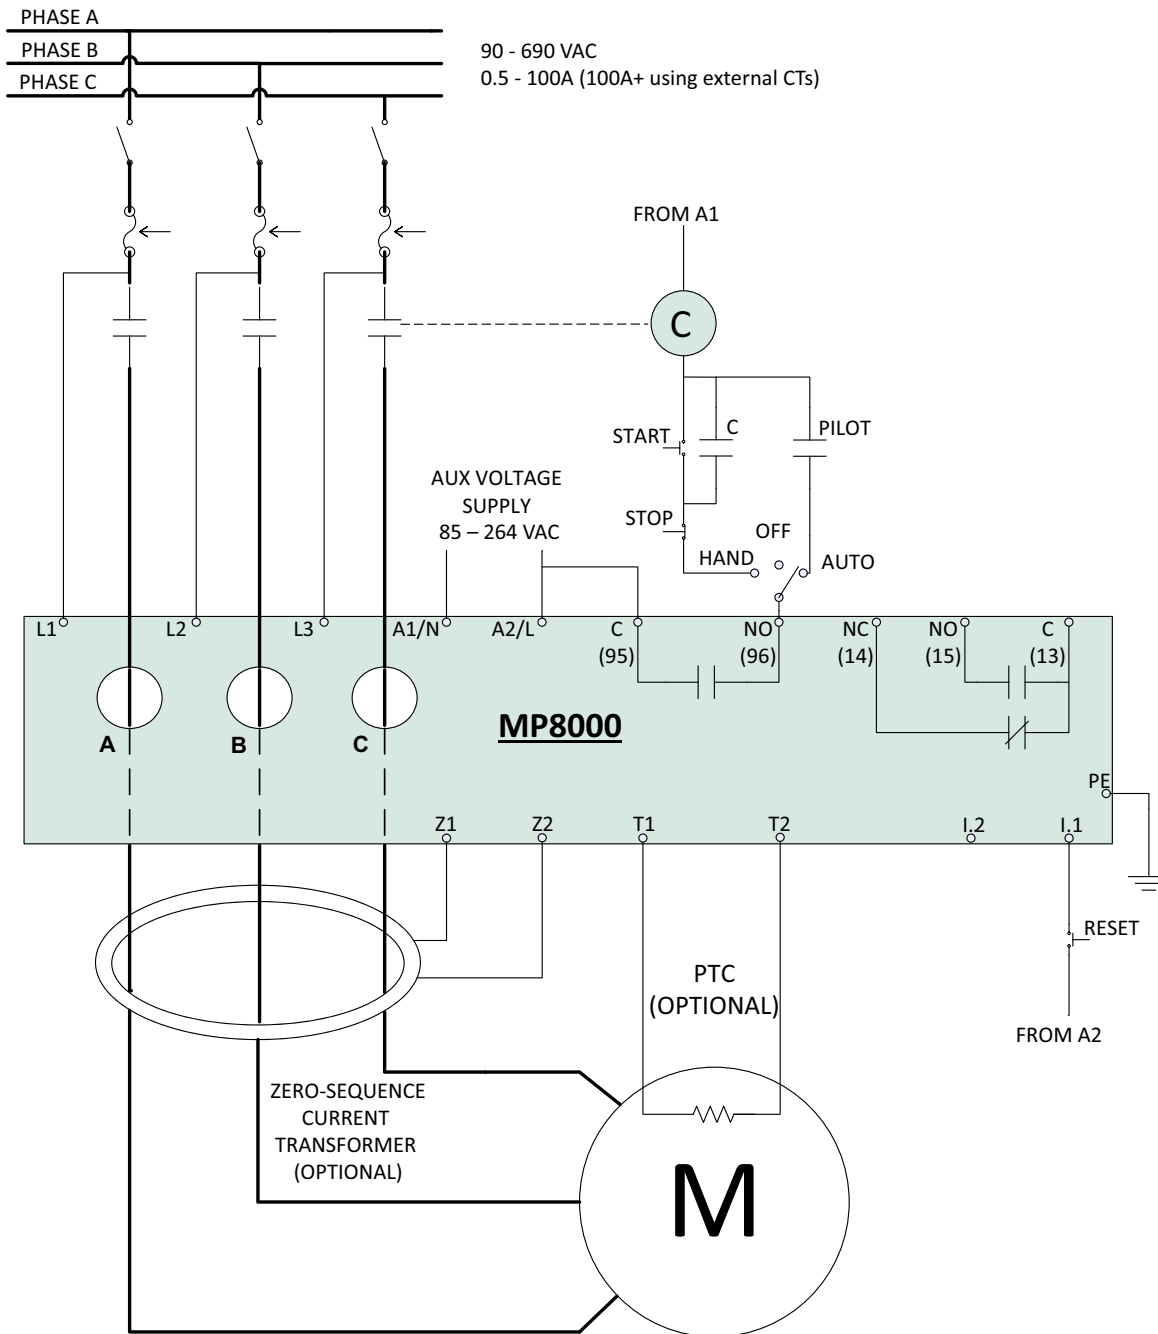 PHASE A
PHASE B
PHASE C
90 - 690 VAC
0.5 - 100A (100A+ using external CTs)
FROM A1
C
START
C
PILOT
AUX VOLTAGE
SUPPLY
85 – 264 VAC
STOP
OFF
HAND
AUTO
L1
L2
L3
A1/N
A2/L
C
(95)
NO
(96)
NC
(14)
NO
(15)
C
(13)
A
B
C
MP8000
PE
Z1
Z2
T1
T2
I.2
I.1
RESET
PTC
(OPTIONAL)
FROM A2
ZERO-SEQUENCE
CURRENT
TRANSFORMER
(OPTIONAL)
M